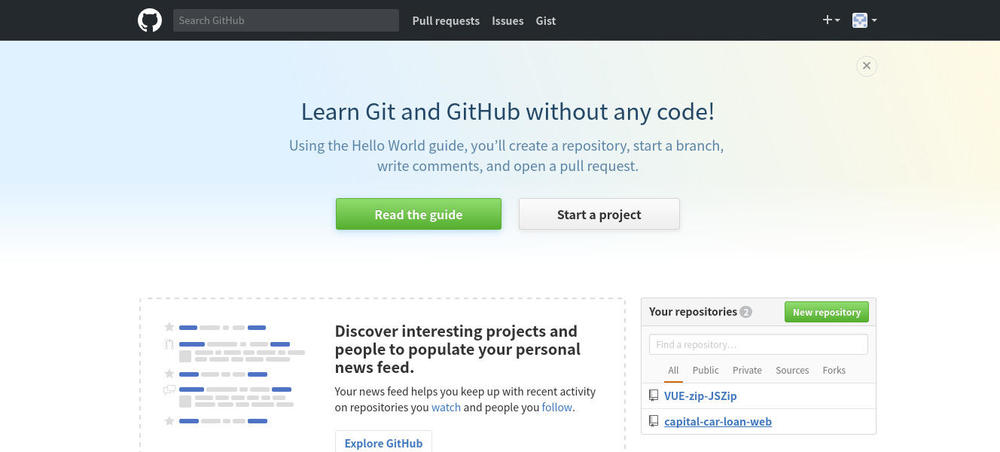 Search GitHub
Pull requests Issues Gist
Learn Git and GitHub without any code!
Using the Hello World guide, you’ll create a repository, start a branch,
write comments, and open a pull request.
Read the guide
Start a project
Discover interesting projects and
people to populate your personal
news feed.
Your news feed helps you keep up with recent activity
on repositories you watch and people you follow.
Explore GitHub
Your repositories 2
New repository
Find a repository…
All Public Private Sources Forks
VUE-zip-JSZip
capital-car-loan-web